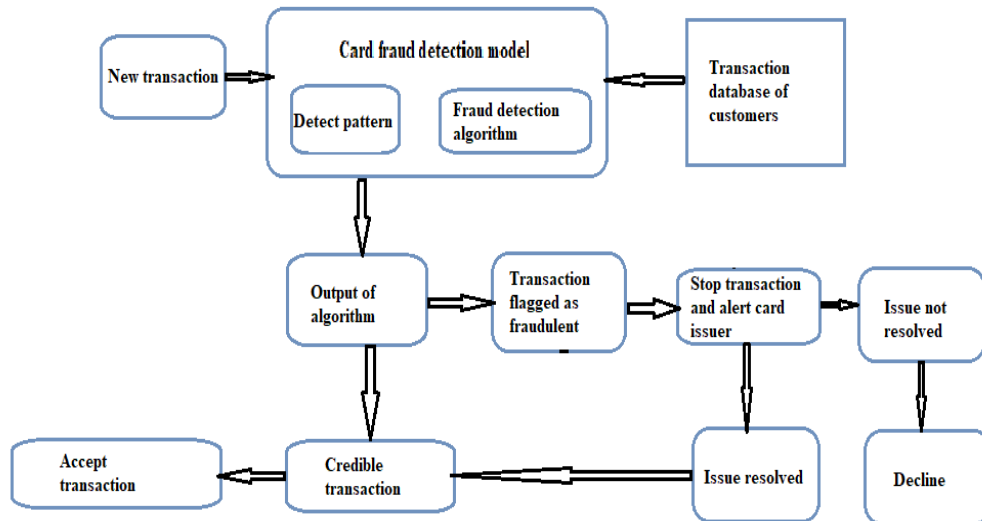 Card fraud detection model
New transaction
Detect pattern
Fraud detection
algorithm
Transaction
database of
customers
Output of
algorithm
Transaction
flagged as
fraudulent
Stop transaction
and alert card
issuer
Issue not
resolved
Accept
transaction
Credible
transaction
Issue resolved
Decline